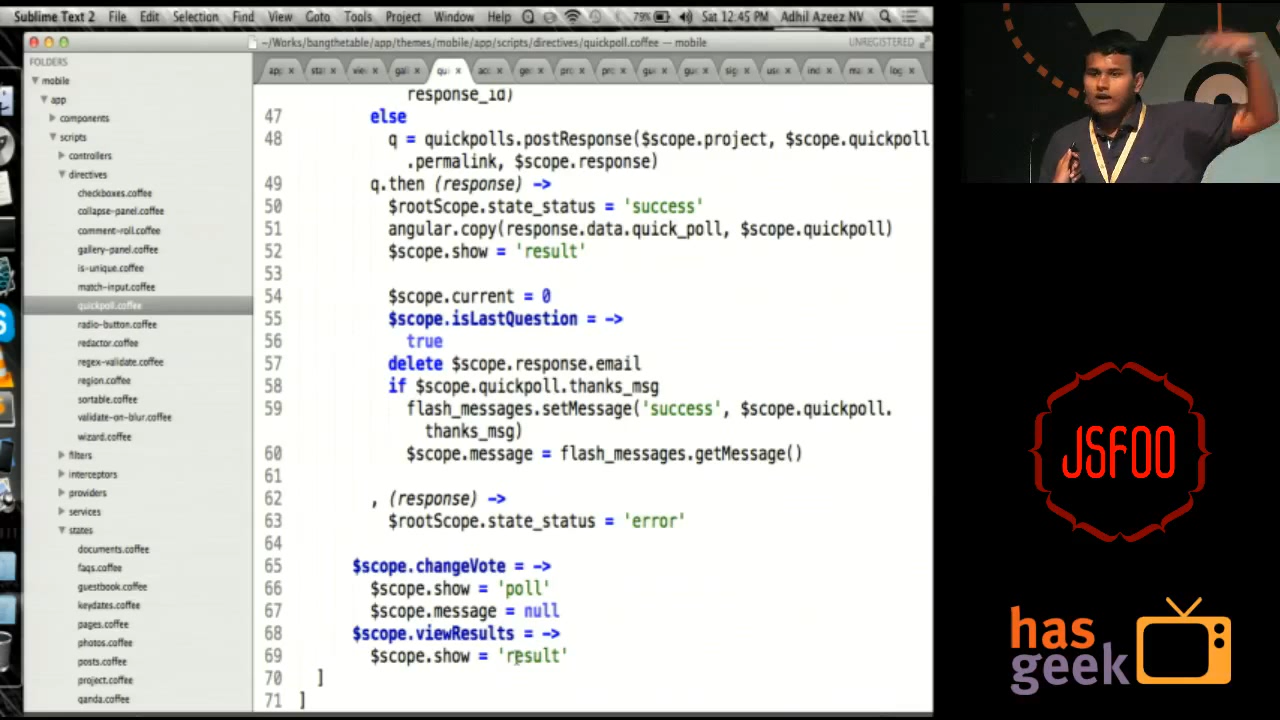 Sublime Text 2 File Edit Selection Find View Goto Tools Project Window Help 79% Sat 12:45 PM Adhil Azeez NV
~/Works/bangthetable/app/themes/mobile/app/scripts/directives/quickpoll.coffee — mobile UNREGISTERED
FOLDERS
mobile
app
components
scripts
controllers
directives
checkboxes.coffee
collapse-panel.coffee
comment-roll.coffee
gallery-panel.coffee
is-unique.coffee
match-input.coffee
quickpoll.coffee
radio-button.coffee
redactor.coffee
regex-validate.coffee
region.coffee
sortable.coffee
validate-on-blur.coffee
wizard.coffee
filters
interceptors
providers
services
states
documents.coffee
faqs.coffee
guestbook.coffee
keydates.coffee
pages.coffee
photos.coffee
posts.coffee
project.coffee
qanda.coffee
response_id)
47 else
48 q = quickpolls.postResponse($scope.project, $scope.quickpoll
.permalink, $scope.response)
49 q.then (response) ->
50 $rootScope.state_status = 'success'
51 angular.copy(response.data.quick_poll, $scope.quickpoll)
52 $scope.show = 'result'
53
54 $scope.current = 0
55 $scope.isLastQuestion = ->
56 true
57 delete $scope.response.email
58 if $scope.quickpoll.thanks_msg
59 flash_messages.setMessage('success', $scope.quickpoll.
thanks_msg)
60 $scope.message = flash_messages.getMessage()
61
62 , (response) ->
63 $rootScope.state_status = 'error'
64
65 $scope.changeVote = ->
66 $scope.show = 'poll'
67 $scope.message = null
68 $scope.viewResults = ->
69 $scope.show = 'result'
70 ]
71 ]
JSFOO
has
geek